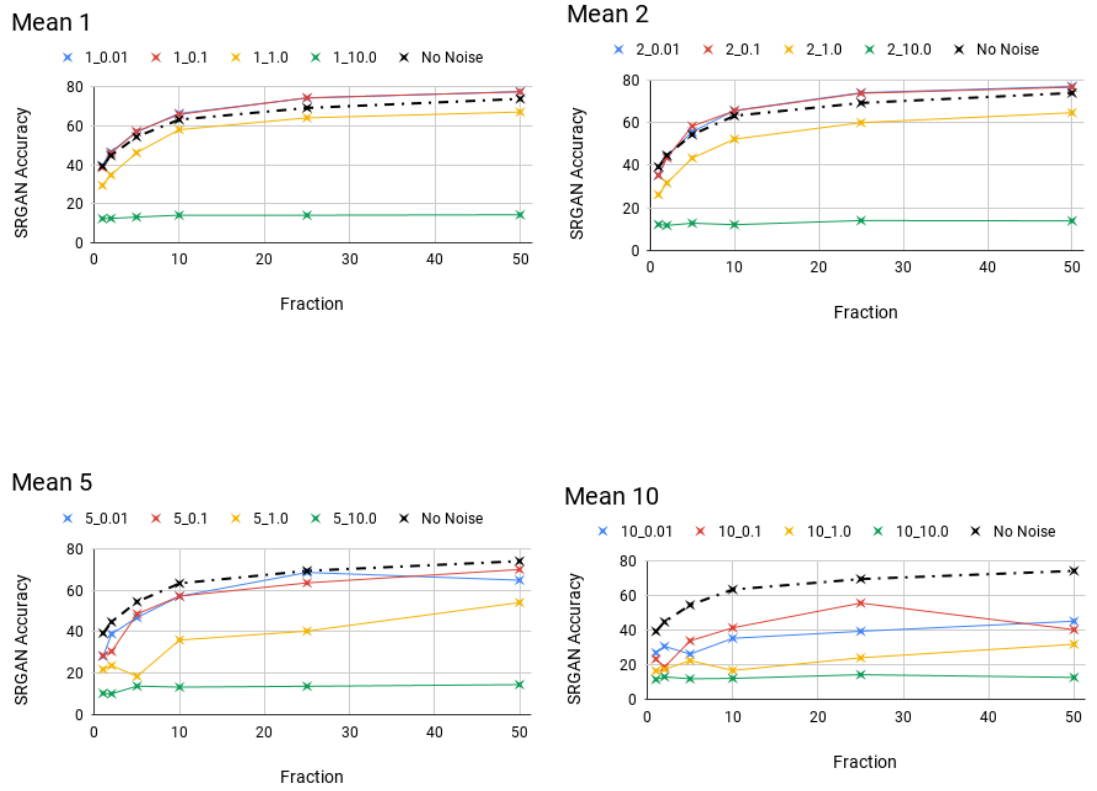 Mean 1
1_0.01 1_0.1 1_1.0 1_10.0 No Noise
SRGAN Accuracy
80
60
40
20
0
0 10 20 30 40 50
Fraction
Mean 2
2_0.01 2_0.1 2_1.0 2_10.0 No Noise
SRGAN Accuracy
80
60
40
20
0
0 10 20 30 40 50
Fraction
Mean 5
5_0.01 5_0.1 5_1.0 5_10.0 No Noise
SRGAN Accuracy
80
60
40
20
0
0 10 20 30 40 50
Fraction
Mean 10
10_0.01 10_0.1 10_1.0 10_10.0 No Noise
SRGAN Accuracy
80
60
40
20
0
0 10 20 30 40 50
Fraction